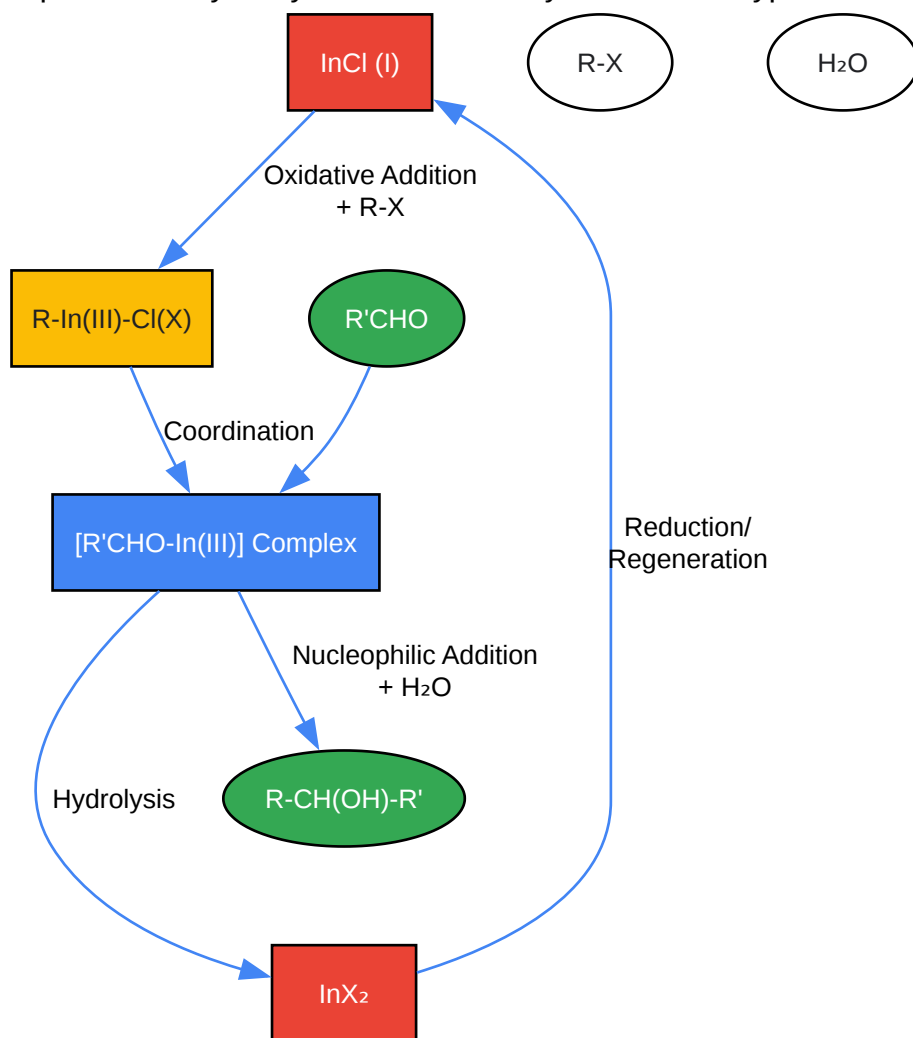 InCl (I)
R-X
H₂O
Oxidative Addition
+ R-X
R-In(III)-Cl(X)
R'CHO
Coordination
[R'CHO-In(III)] Complex
Reduction/
Regeneration
Nucleophilic Addition
+ H₂O
Hydrolysis
R-CH(OH)-R'
InX₂